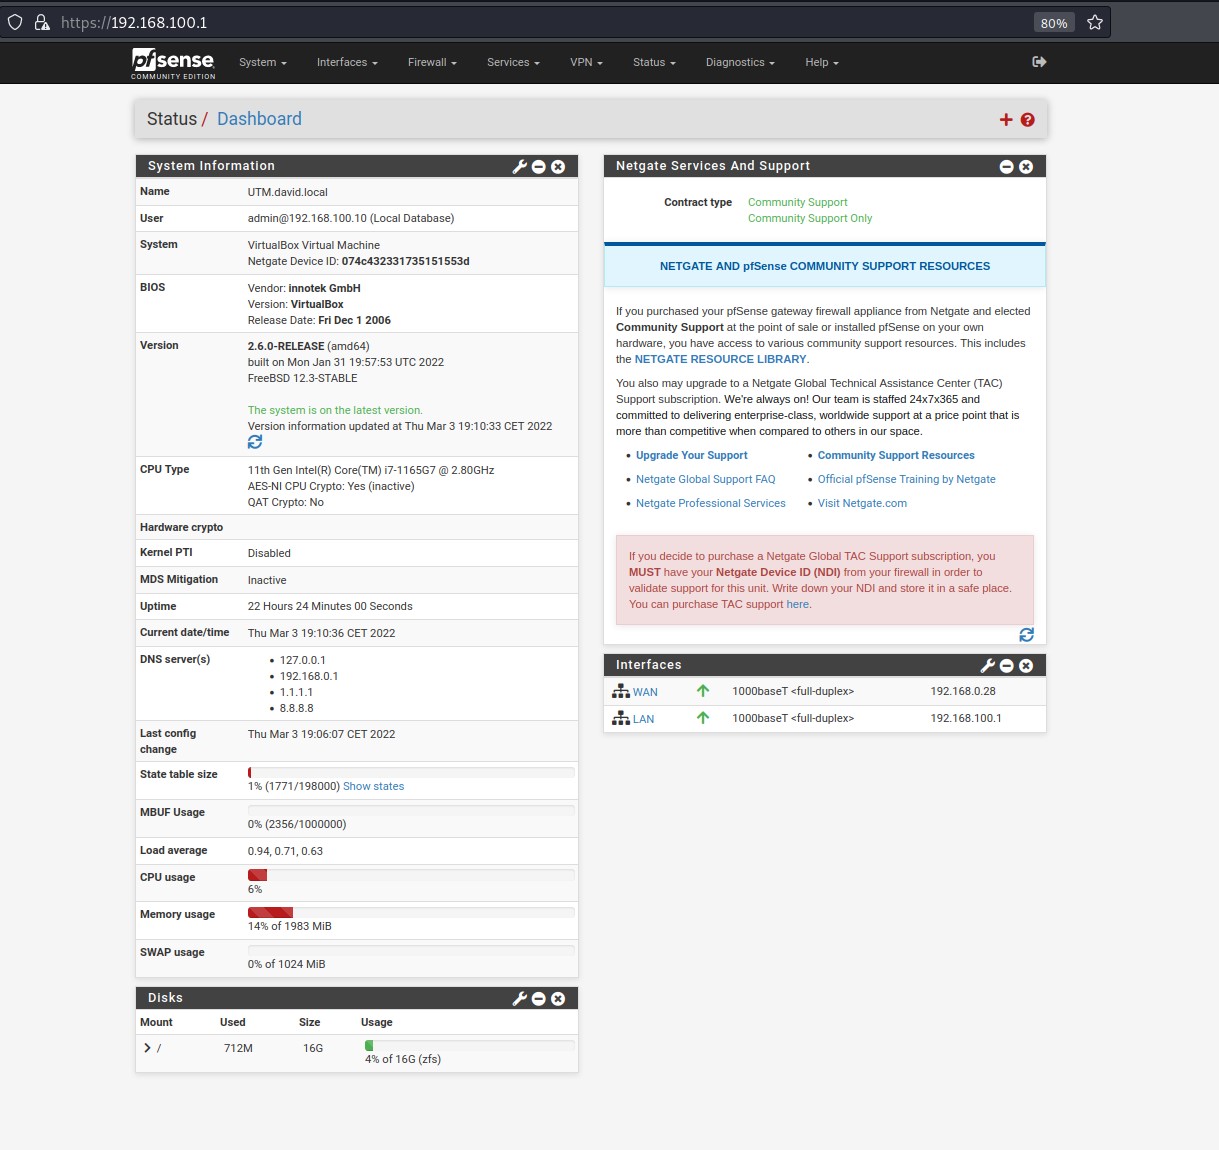 https://192.168.100.1
80%
pfsense
COMMUNITY EDITION
System
Interfaces
Firewall
Services
VPN
Status
Diagnostics
Help
Status / Dashboard
System Information
Name UTM.david.local
User admin@192.168.100.10 (Local Database)
System VirtualBox Virtual Machine
Netgate Device ID: 074c432331735151553d
BIOS Vendor: innotek GmbH
Version: VirtualBox
Release Date: Fri Dec 1 2006
Version 2.6.0-RELEASE (amd64)
built on Mon Jan 31 19:57:53 UTC 2022
FreeBSD 12.3-STABLE
The system is on the latest version.
Version information updated at Thu Mar 3 19:10:33 CET 2022
CPU Type 11th Gen Intel(R) Core(TM) i7-1165G7 @ 2.80GHz
AES-NI CPU Crypto: Yes (inactive)
QAT Crypto: No
Hardware crypto
Kernel PTI Disabled
MDS Mitigation Inactive
Uptime 22 Hours 24 Minutes 00 Seconds
Current date/time Thu Mar 3 19:10:36 CET 2022
DNS server(s)
• 127.0.0.1
• 192.168.0.1
• 1.1.1.1
• 8.8.8.8
Last config change Thu Mar 3 19:06:07 CET 2022
State table size
1% (1771/198000) Show states
MBUF Usage
0% (2356/1000000)
Load average 0.94, 0.71, 0.63
CPU usage
6%
Memory usage
14% of 1983 MiB
SWAP usage
0% of 1024 MiB
Disks
Mount Used Size Usage
/ 712M 16G
4% of 16G (zfs)
Netgate Services And Support
Contract type Community Support
Community Support Only
NETGATE AND pfSense COMMUNITY SUPPORT RESOURCES
If you purchased your pfSense gateway firewall appliance from Netgate and elected
Community Support at the point of sale or installed pfSense on your own
hardware, you have access to various community support resources. This includes
the NETGATE RESOURCE LIBRARY.
You also may upgrade to a Netgate Global Technical Assistance Center (TAC)
Support subscription. We're always on! Our team is staffed 24x7x365 and
committed to delivering enterprise-class, worldwide support at a price point that is
more than competitive when compared to others in our space.
• Upgrade Your Support
• Community Support Resources
• Netgate Global Support FAQ
• Official pfSense Training by Netgate
• Netgate Professional Services
• Visit Netgate.com
If you decide to purchase a Netgate Global TAC Support subscription, you
MUST have your Netgate Device ID (NDI) from your firewall in order to
validate support for this unit. Write down your NDI and store it in a safe place.
You can purchase TAC support here.
Interfaces
WAN 1000baseT <full-duplex> 192.168.0.28
LAN 1000baseT <full-duplex> 192.168.100.1